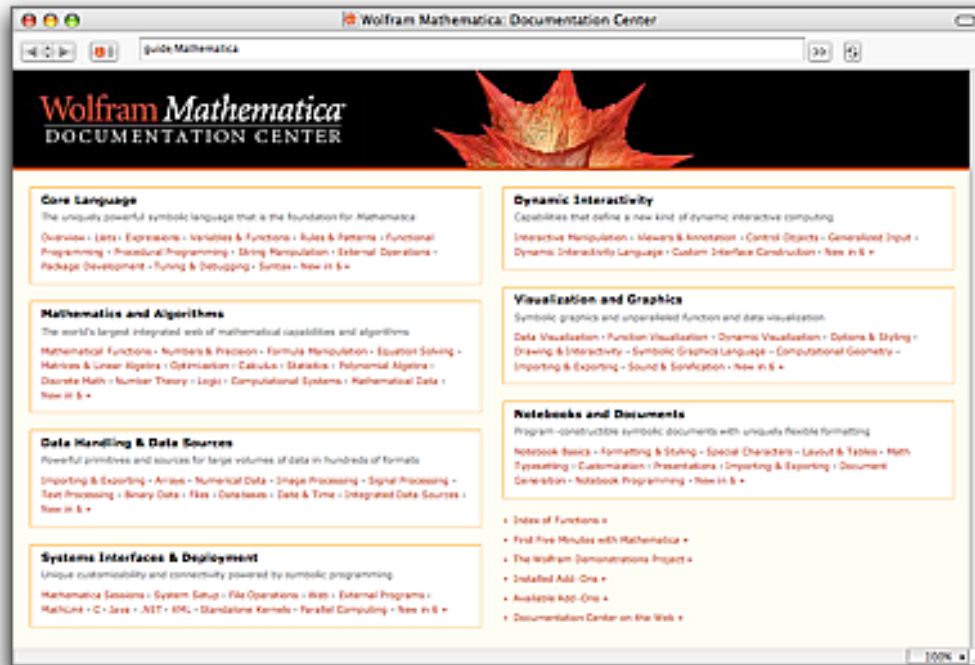 Wolfram Mathematica: Documentation Center
guide/Mathematica
>>
Wolfram Mathematica
DOCUMENTATION CENTER
Core Language
The uniquely powerful symbolic language that is the foundation for Mathematica
Overview · Lists · Expressions · Variables & Functions · Rules & Patterns · Functional
Programming · Procedural Programming · String Manipulation · External Operations ·
Package Development · Tuning & Debugging · Syntax · New in 6 »
Mathematics and Algorithms
The world's largest integrated web of mathematical capabilities and algorithms
Mathematical Functions · Numbers & Precision · Formula Manipulation · Equation Solving ·
Matrices & Linear Algebra · Optimization · Calculus · Statistics · Polynomial Algebra ·
Discrete Math · Number Theory · Logic · Computational Systems · Mathematical Data ·
New in 6 »
Data Handling & Data Sources
Powerful primitives and sources for large volumes of data in hundreds of formats
Importing & Exporting · Arrays · Numerical Data · Image Processing · Signal Processing ·
Text Processing · Binary Data · Files · Databases · Date & Time · Integrated Data Sources ·
New in 6 »
Systems Interfaces & Deployment
Unique customizability and connectivity powered by symbolic programming
Mathematica Sessions · System Setup · File Operations · Web · External Programs ·
MathLink · C · Java · .NET · XML · Standalone Kernels · Parallel Computing · New in 6 »
Dynamic Interactivity
Capabilities that define a new kind of dynamic interactive computing
Interactive Manipulation · Viewers & Annotation · Control Objects · Generalized Input ·
Dynamic Interactivity Language · Custom Interface Construction · New in 6 »
Visualization and Graphics
Symbolic graphics and unparalleled function and data visualization
Data Visualization · Function Visualization · Dynamic Visualization · Options & Styling ·
Drawing & Interactivity · Symbolic Graphics Language · Computational Geometry ·
Importing & Exporting · Sound & Sonification · New in 6 »
Notebooks and Documents
Program-constructible symbolic documents with uniquely flexible formatting
Notebook Basics · Formatting & Styling · Special Characters · Layout & Tables · Math
Typesetting · Customization · Presentations · Importing & Exporting · Document
Generation · Notebook Programming · New in 6 »
Index of Functions »
First Five Minutes with Mathematica »
The Wolfram Demonstrations Project »
Installed Add-Ons »
Available Add-Ons »
Documentation Center on the Web »
100%